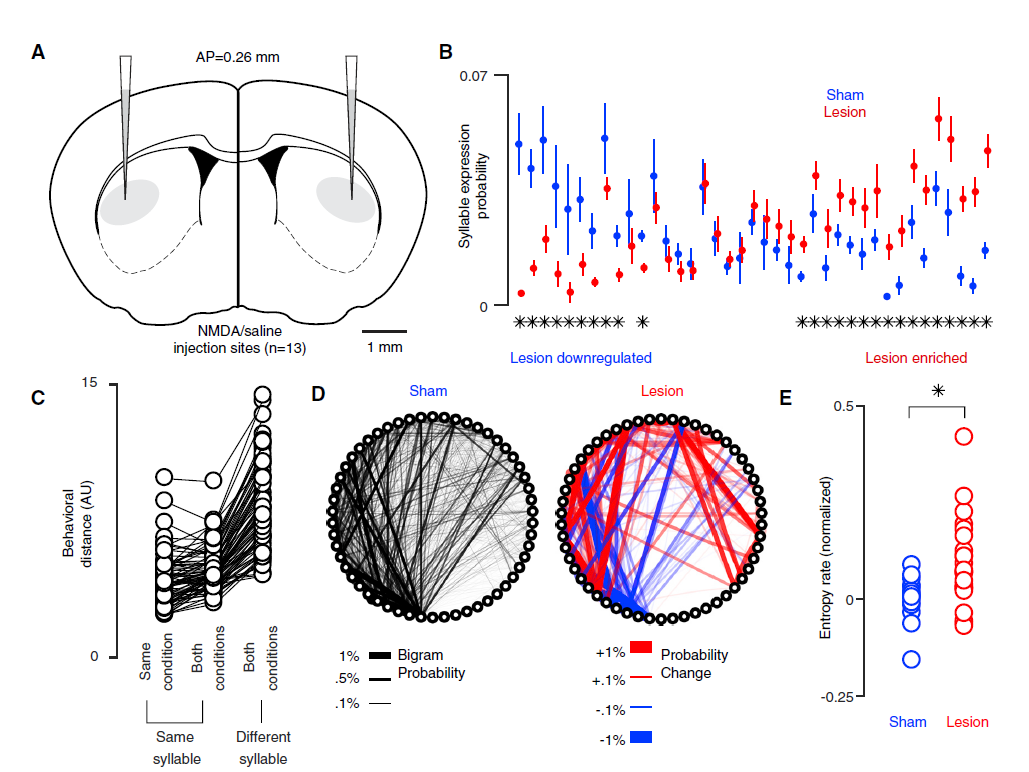 A
AP=0.26 mm
NMDA/saline
injection sites (n=13)
1 mm
B
0.07
0
Syllable expression
probability
Sham
Lesion
✳✳✳✳✳✳✳✳✳ ✳ ✳✳✳✳✳✳✳✳✳✳✳✳✳✳✳✳
Lesion downregulated
Lesion enriched
C
15
0
Behavioral
distance (AU)
Same
condition
Both
conditions
Both
conditions
Same
syllable
Different
syllable
D
Sham
Lesion
1%
.5%
.1%
Bigram
Probability
+1%
+.1%
-.1%
-1%
Probability
Change
E
✳
0.5
0
-0.25
Entropy rate (normalized)
Sham
Lesion